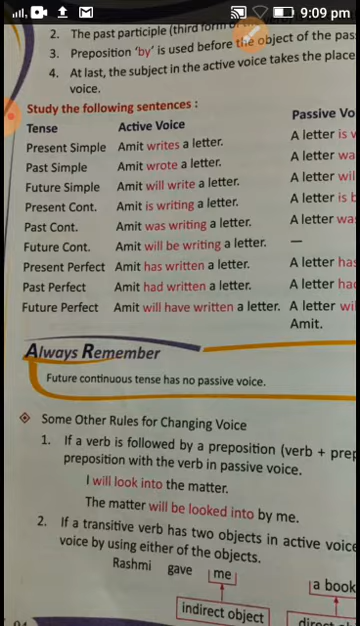 9:09 pm
2. The past participle (third form
3. Preposition 'by' is used before the object of the pas
4. At last, the subject in the active voice takes the place
voice.
Study the following sentences :
Tense Active Voice Passive Vo
Present Simple Amit writes a letter. A letter is
Past Simple Amit wrote a letter. A letter wa
Future Simple Amit will write a letter. A letter wil
Present Cont. Amit is writing a letter. A letter is b
Past Cont. Amit was writing a letter. A letter wa
Future Cont. Amit will be writing a letter. —
Present Perfect Amit has written a letter. A letter has
Past Perfect Amit had written a letter. A letter had
Future Perfect Amit will have written a letter. A letter wi
Amit.
Always Remember
Future continuous tense has no passive voice.
Some Other Rules for Changing Voice
1. If a verb is followed by a preposition (verb + prep
preposition with the verb in passive voice.
I will look into the matter.
The matter will be looked into by me.
2. If a transitive verb has two objects in active voice
voice by using either of the objects.
Rashmi gave me a book
indirect object direct